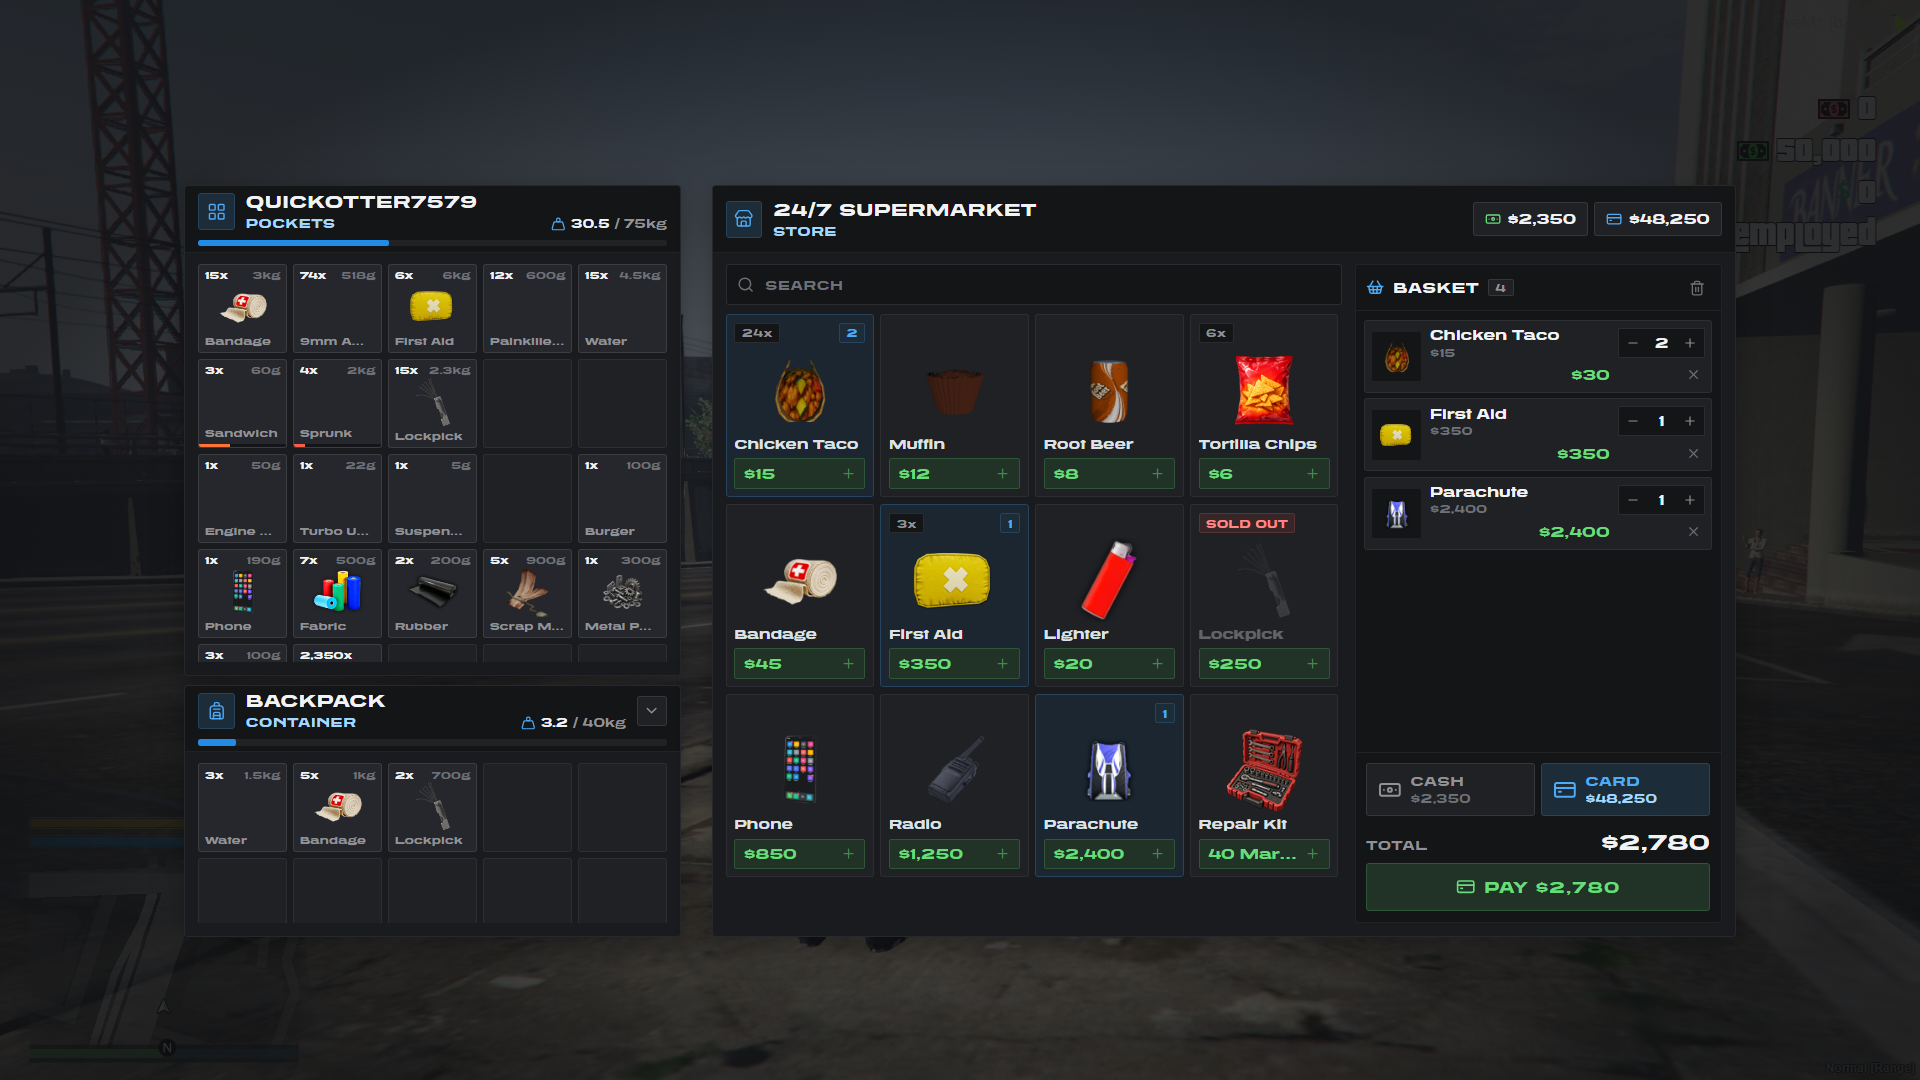 QUICKOTTER7579
POCKETS
30.5 / 75kg
15x 3kg
Bandage
74x 518g
9mm A...
6x 6kg
First Aid
12x 600g
Painkille...
15x 4.5kg
Water
3x 60g
Sandwich
4x 2kg
Sprunk
15x 2.3kg
Lockpick
1x 50g
Engine ...
1x 22g
Turbo U...
1x 5g
Suspen...
1x 100g
Burger
1x 190g
Phone
7x 500g
Fabric
2x 200g
Rubber
5x 900g
Scrap M...
1x 300g
Metal P...
3x 100g
2,350x
BACKPACK
CONTAINER
3.2 / 40kg
3x 1.5kg
Water
5x 1kg
Bandage
2x 700g
Lockpick
24/7 SUPERMARKET
STORE
$2,350
$48,250
SEARCH
24x 2
Chicken Taco
$15 +
Muffin
$12 +
Root Beer
$8 +
6x
Tortilla Chips
$6 +
Bandage
$45 +
3x 1
First Aid
$350 +
Lighter
$20 +
SOLD OUT
Lockpick
$250 +
Phone
$850 +
Radio
$1,250 +
1
Parachute
$2,400 +
Repair Kit
40 Mar... +
BASKET 4
Chicken Taco
$15
− 2 +
$30
First Aid
$350
− 1 +
$350
Parachute
$2,400
− 1 +
$2,400
CASH
$2,350
CARD
$48,250
TOTAL
$2,780
PAY $2,780
0
50,000
0
employed
BANNER
N
Normal [Range]